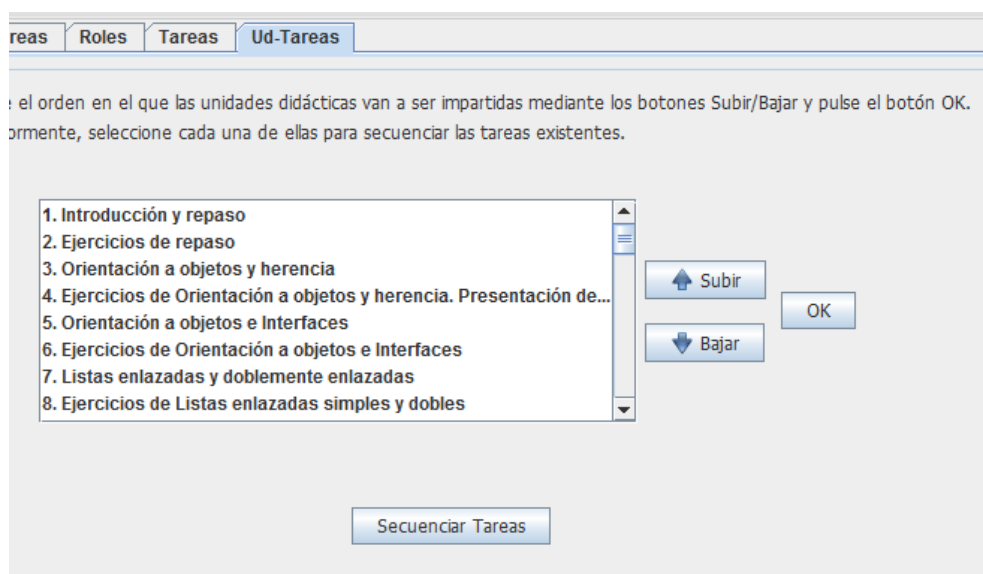 reas Roles Tareas Ud-Tareas
e el orden en el que las unidades didácticas van a ser impartidas mediante los botones Subir/Bajar y pulse el botón OK.
ormente, seleccione cada una de ellas para secuenciar las tareas existentes.
1. Introducción y repaso
2. Ejercicios de repaso
3. Orientación a objetos y herencia
4. Ejercicios de Orientación a objetos y herencia. Presentación de...
5. Orientación a objetos e Interfaces
6. Ejercicios de Orientación a objetos e Interfaces
7. Listas enlazadas y doblemente enlazadas
8. Ejercicios de Listas enlazadas simples y dobles
Subir
OK
Bajar
Secuenciar Tareas